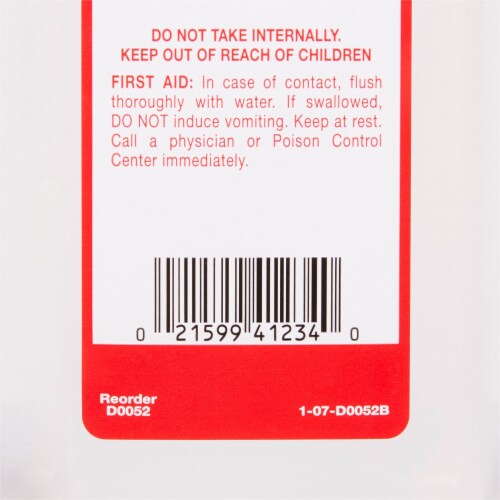 DO NOT TAKE INTERNALLY.
KEEP OUT OF REACH OF CHILDREN
FIRST AID: In case of contact, flush
thoroughly with water. If swallowed,
DO NOT induce vomiting. Keep at rest.
Call a physician or Poison Control
Center immediately.
0 21599 41234 0
Reorder
D0052
1-07-D0052B